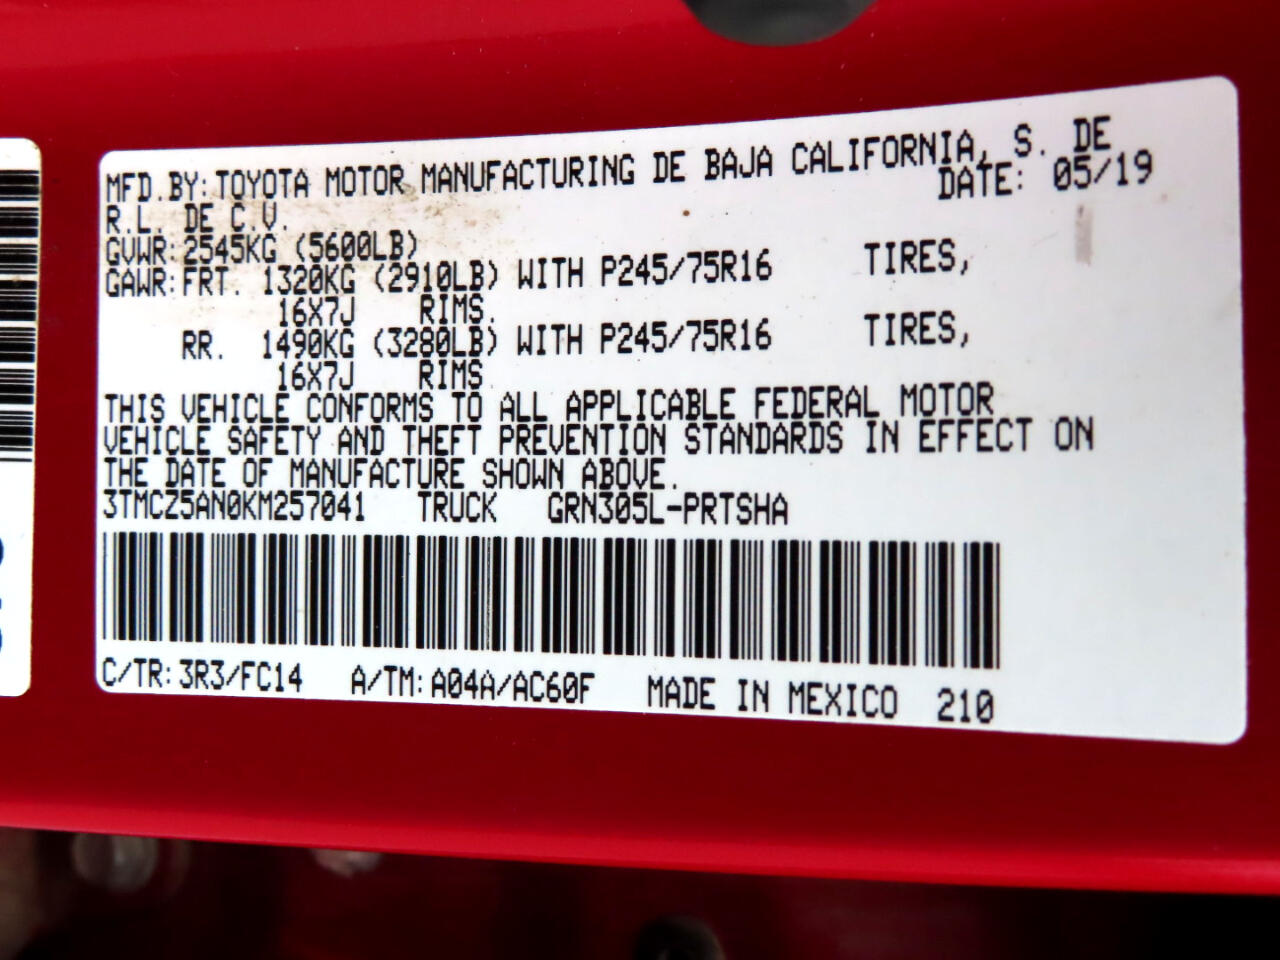 MFD.BY:TOYOTA MOTOR MANUFACTURING DE BAJA CALIFORNIA, S. DE
R.L. DE C.V. DATE: 05/19
GVWR:2545KG (5600LB)
GAWR:FRT. 1320KG (2910LB) WITH P245/75R16 TIRES,
16X7J RIMS.
RR. 1490KG (3280LB) WITH P245/75R16 TIRES,
16X7J RIMS
THIS VEHICLE CONFORMS TO ALL APPLICABLE FEDERAL MOTOR
VEHICLE SAFETY AND THEFT PREVENTION STANDARDS IN EFFECT ON
THE DATE OF MANUFACTURE SHOWN ABOVE.
3TMCZ5AN0KM257041 TRUCK GRN305L-PRTSHA
C/TR:3R3/FC14 A/TM:A04A/AC60F MADE IN MEXICO 210